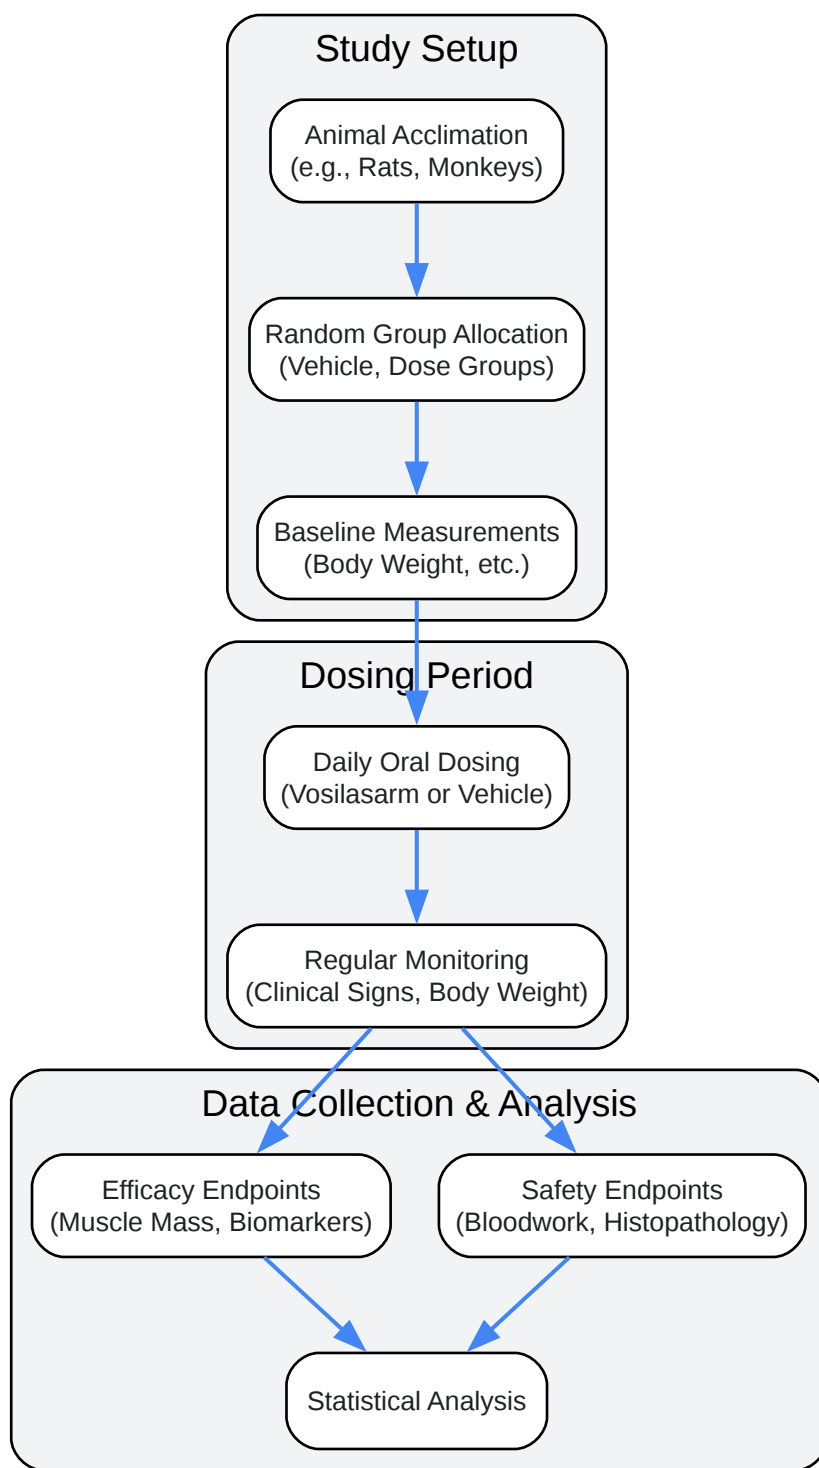 Study Setup
Animal Acclimation
(e.g., Rats, Monkeys)
Random Group Allocation
(Vehicle, Dose Groups)
Baseline Measurements
(Body Weight, etc.)
Dosing Period
Daily Oral Dosing
(Vosilasarm or Vehicle)
Regular Monitoring
(Clinical Signs, Body Weight)
Data Collection & Analysis
Efficacy Endpoints
(Muscle Mass, Biomarkers)
Safety Endpoints
(Bloodwork, Histopathology)
Statistical Analysis